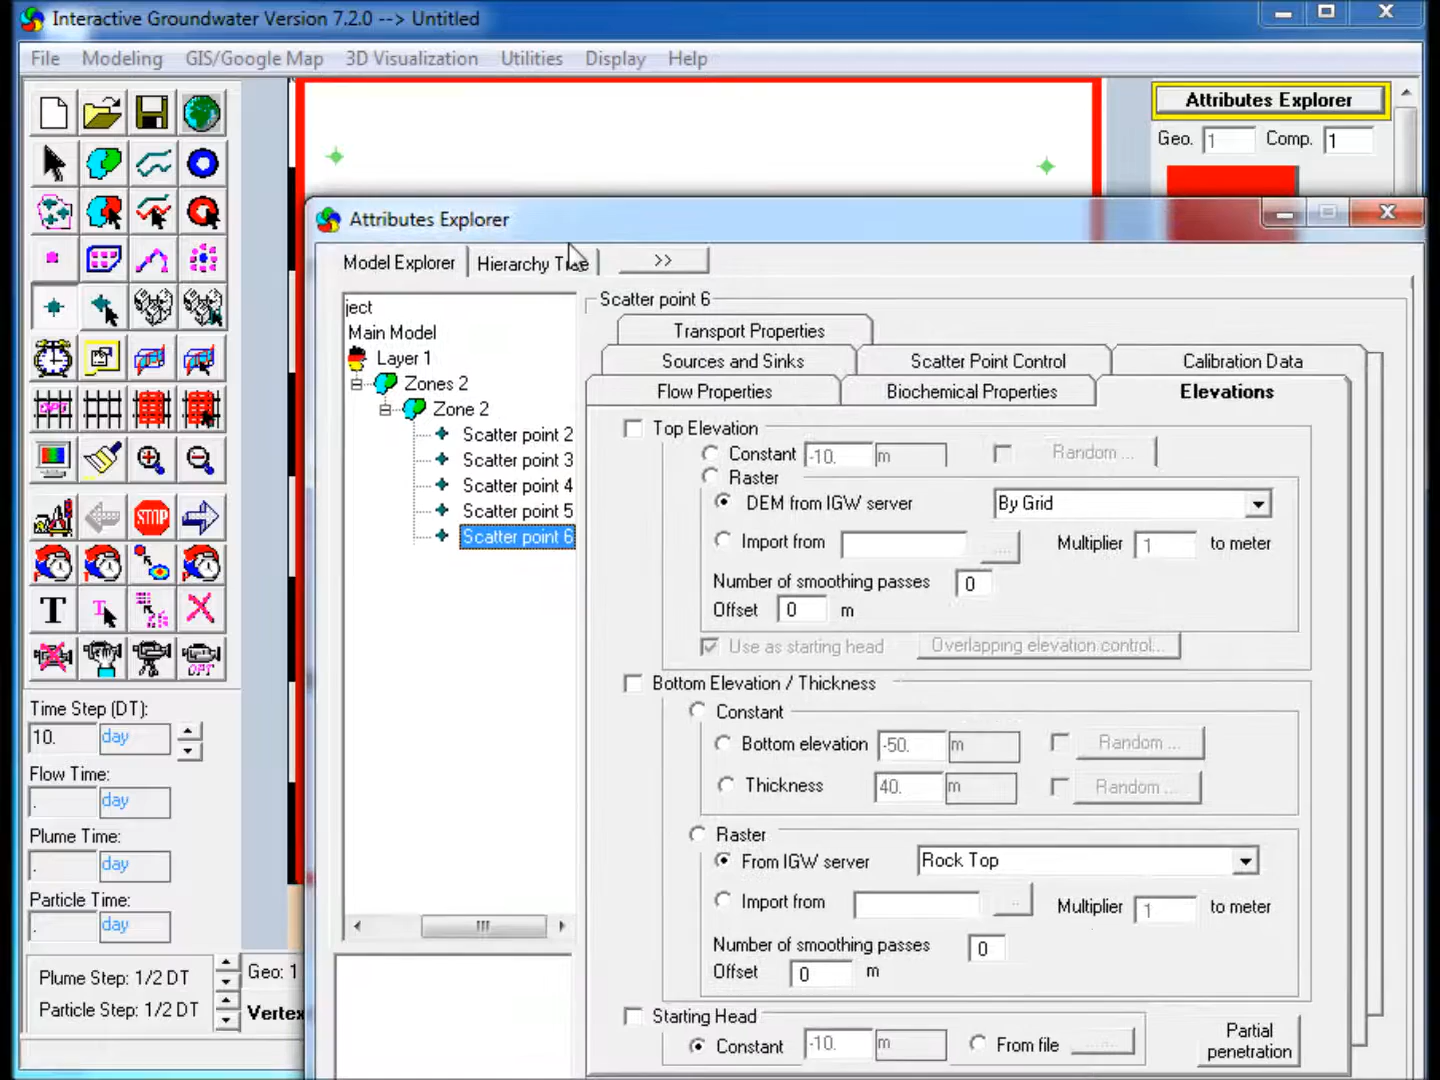 Interactive Groundwater Version 7.2.0 --> Untitled
File Modeling GIS/Google Map 3D Visualization Utilities Display Help
Attributes Explorer
Geo. 1 Comp. 1
Attributes Explorer
Model Explorer Hierarchy Tree >>
ject
Main Model
Layer 1
Zones 2
Zone 2
Scatter point 2
Scatter point 3
Scatter point 4
Scatter point 5
Scatter point 6
Scatter point 6
Transport Properties
Sources and Sinks Scatter Point Control Calibration Data
Flow Properties Biochemical Properties Elevations
Top Elevation
Constant -10. m Random ...
Raster
DEM from IGW server By Grid
Import from .... Multiplier 1 to meter
Number of smoothing passes 0
Offset 0 m
Use as starting head Overlapping elevation control...
Bottom Elevation / Thickness
Constant
Bottom elevation -50. m Random ...
Thickness 40. m Random ...
Raster
From IGW server Rock Top
Import from .. Multiplier 1 to meter
Number of smoothing passes 0
Offset 0 m
Starting Head
Constant -10. m From file ......
Partial
penetration
OPT
STOP
T T
OPT
Time Step (DT):
10. day
Flow Time:
. day
Plume Time:
. day
Particle Time:
. day
Plume Step: 1/2 DT
Particle Step: 1/2 DT
Geo: 1
Vertex